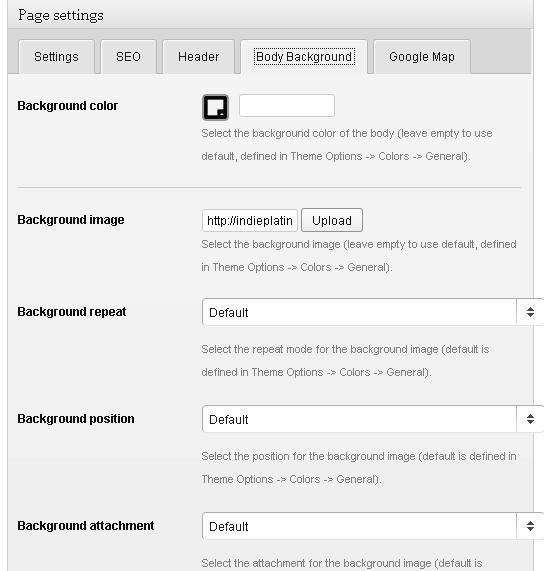 Page settings
Settings SEO Header Body Background Google Map
Background color
Select the background color of the body (leave empty to use
default, defined in Theme Options -> Colors -> General).
Background image http://indieplatin Upload
Select the background image (leave empty to use default, defined
in Theme Options -> Colors -> General).
Background repeat Default
Select the repeat mode for the background image (default is
defined in Theme Options -> Colors -> General).
Background position Default
Select the position for the background image (default is defined in
Theme Options -> Colors -> General).
Background attachment Default
Select the attachment for the background image (default is